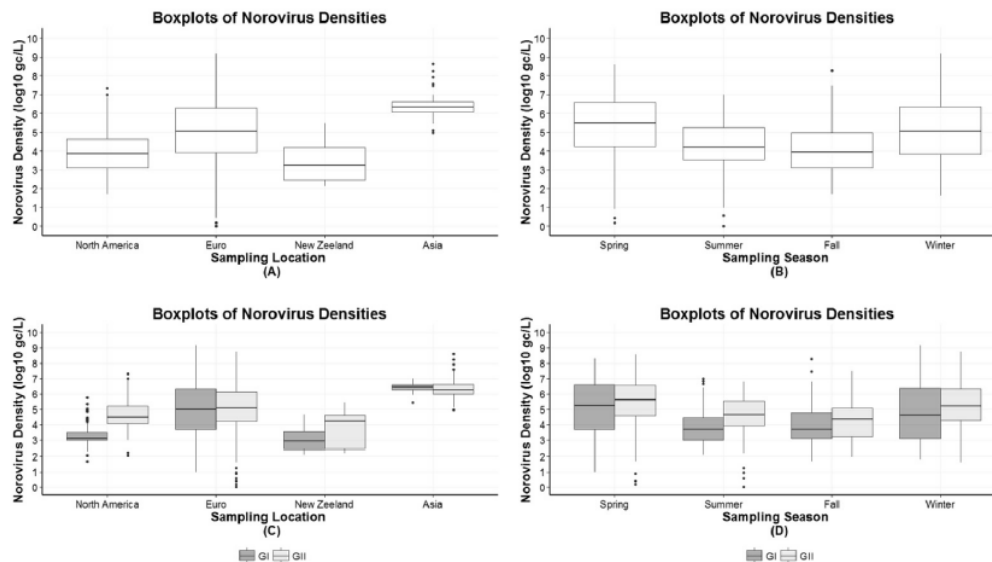 Boxplots of Norovirus Densities
Norovirus Density (log10 gc/L)
10
9
8
7
6
5
4
3
2
1
0
North America Euro New Zeeland Asia
Sampling Location
(A)
Boxplots of Norovirus Densities
Norovirus Density (log10 gc/L)
10
9
8
7
6
5
4
3
2
1
0
Spring Summer Fall Winter
Sampling Season
(B)
Boxplots of Norovirus Densities
Norovirus Density (log10 gc/L)
10
9
8
7
6
5
4
3
2
1
0
North America Euro New Zeeland Asia
Sampling Location
(C)
GI GII
Boxplots of Norovirus Densities
Norovirus Density (log10 gc/L)
10
9
8
7
6
5
4
3
2
1
0
Spring Summer Fall Winter
Sampling Season
(D)
GI GII